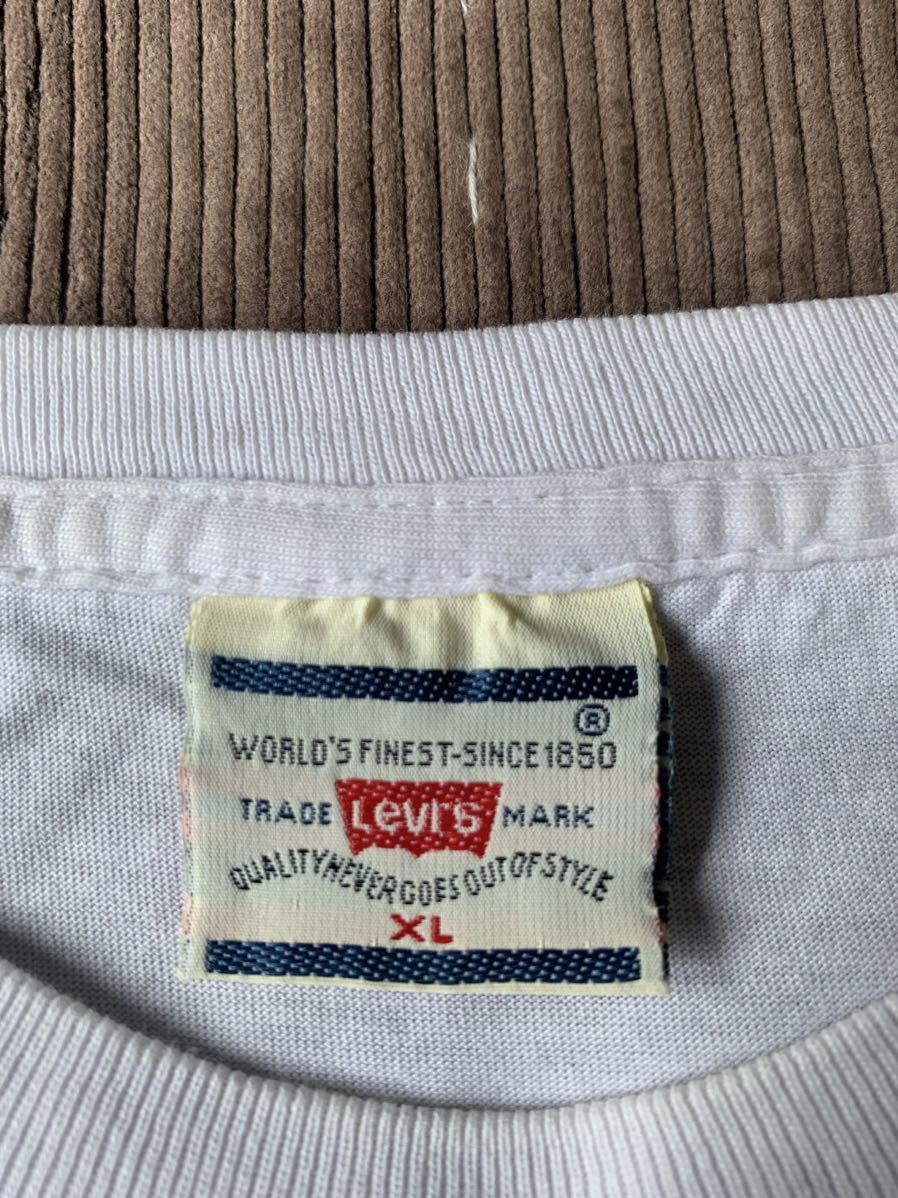 ®
WORLD'S FINEST-SINCE 1850
TRADE Levi's MARK
QUALITY NEVER GOES OUT OF STYLE
XL